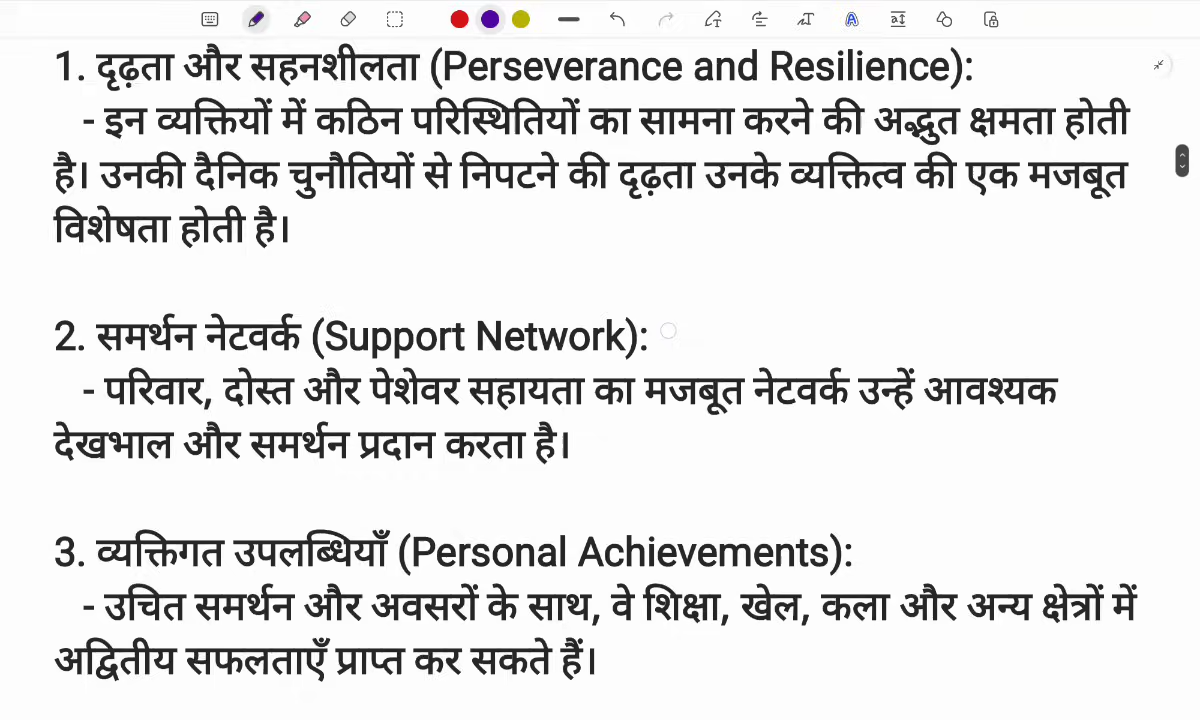 1. दृढ़ता और सहनशीलता (Perseverance and Resilience):
- इन व्यक्तियों में कठिन परिस्थितियों का सामना करने की अद्भुत क्षमता होती
है। उनकी दैनिक चुनौतियों से निपटने की दृढ़ता उनके व्यक्तित्व की एक मजबूत
विशेषता होती है।
2. समर्थन नेटवर्क (Support Network):
- परिवार, दोस्त और पेशेवर सहायता का मजबूत नेटवर्क उन्हें आवश्यक
देखभाल और समर्थन प्रदान करता है।
3. व्यक्तिगत उपलब्धियाँ (Personal Achievements):
- उचित समर्थन और अवसरों के साथ, वे शिक्षा, खेल, कला और अन्य क्षेत्रों में
अद्वितीय सफलताएँ प्राप्त कर सकते हैं।